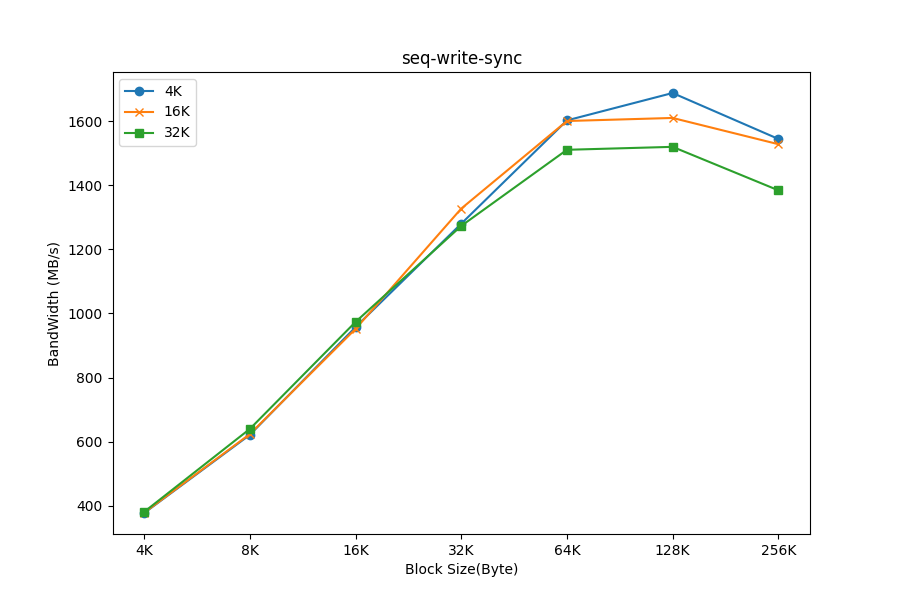 seq-write-sync
4K
16K
32K
BandWidth (MB/s)
1600
1400
1200
1000
800
600
400
4K 8K 16K 32K 64K 128K 256K
Block Size(Byte)